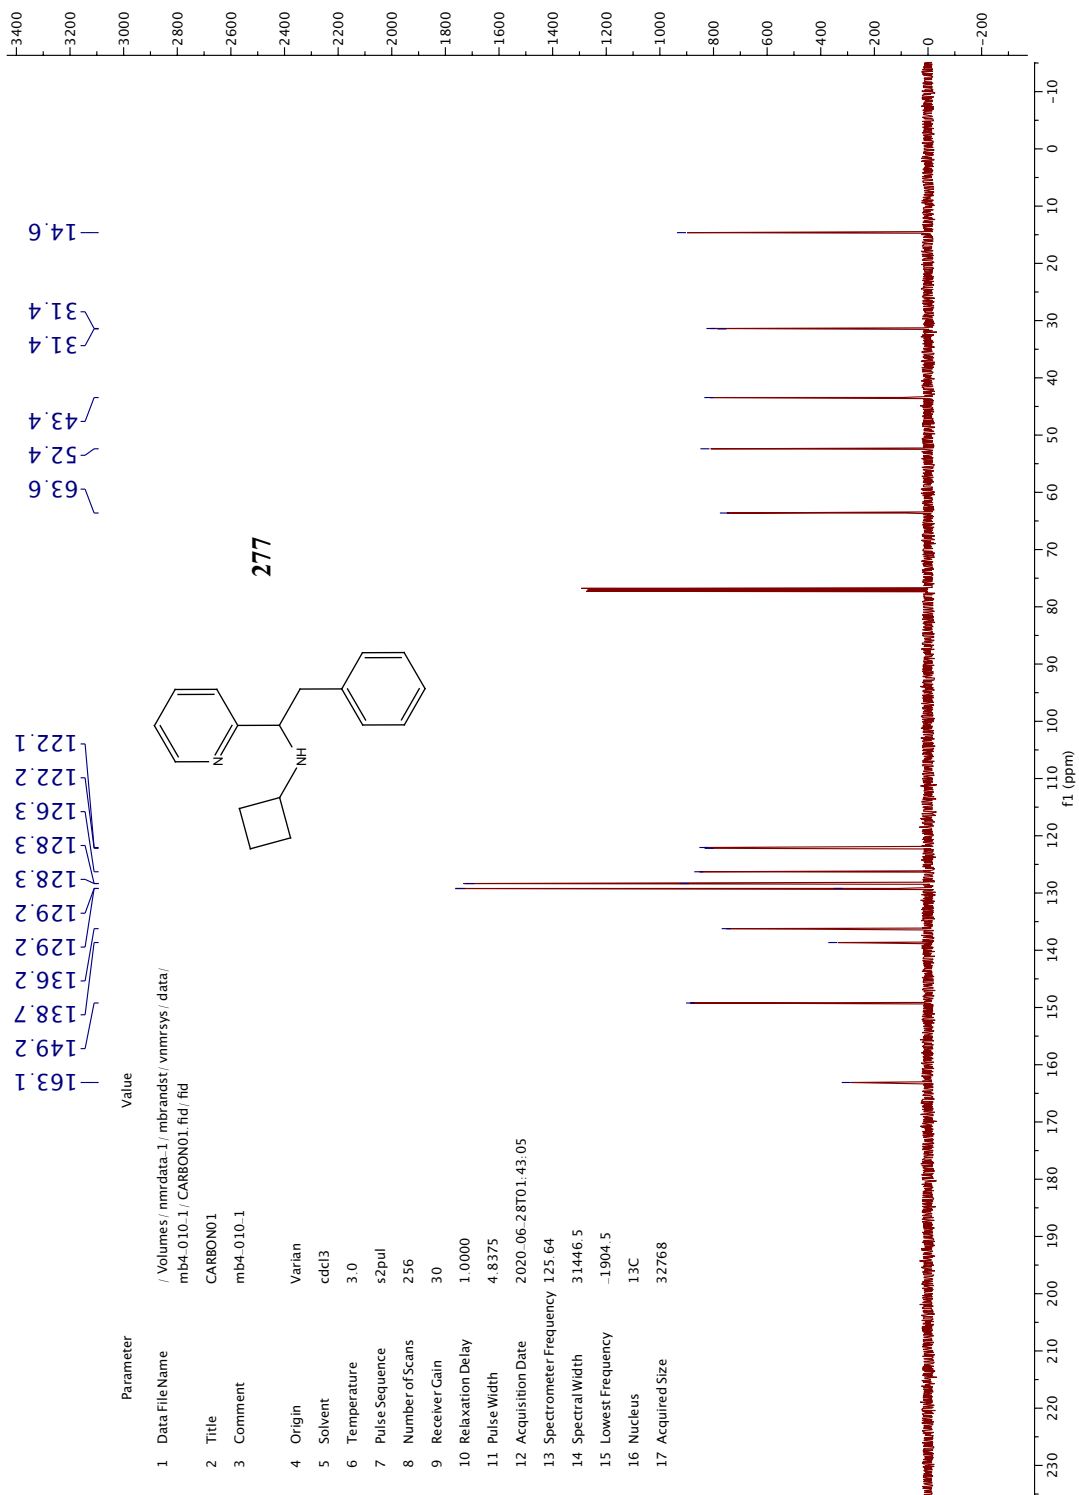 Parameter Value
1 Data File Name / Volumes / nmrdata-1 / mbrandst / vnmrsys / data /
mb4-010-1 / CARBON01.fid / fid
2 Title CARBON01
3 Comment mb4-010-1
4 Origin Varian
5 Solvent cdcl3
6 Temperature 3.0
7 Pulse Sequence s2pul
8 Number of Scans 256
9 Receiver Gain 30
10 Relaxation Delay 1.0000
11 Pulse Width 4.8375
12 Acquisition Date 2020-06-28T01:43:05
13 Spectrometer Frequency 125.64
14 Spectral Width 31446.5
15 Lowest Frequency -1904.5
16 Nucleus 13C
17 Acquired Size 32768
163.1
149.2
138.7
136.2
129.2
129.2
128.3
128.3
126.3
122.2
122.1
63.6
52.4
43.4
31.4
31.4
14.6
N
NH
277
3400
3200
3000
2800
2600
2400
2200
2000
1800
1600
1400
1200
1000
800
600
400
200
0
-200
230 220 210 200 190 180 170 160 150 140 130 120 110 100 90 80 70 60 50 40 30 20 10 0 -10
f1 (ppm)